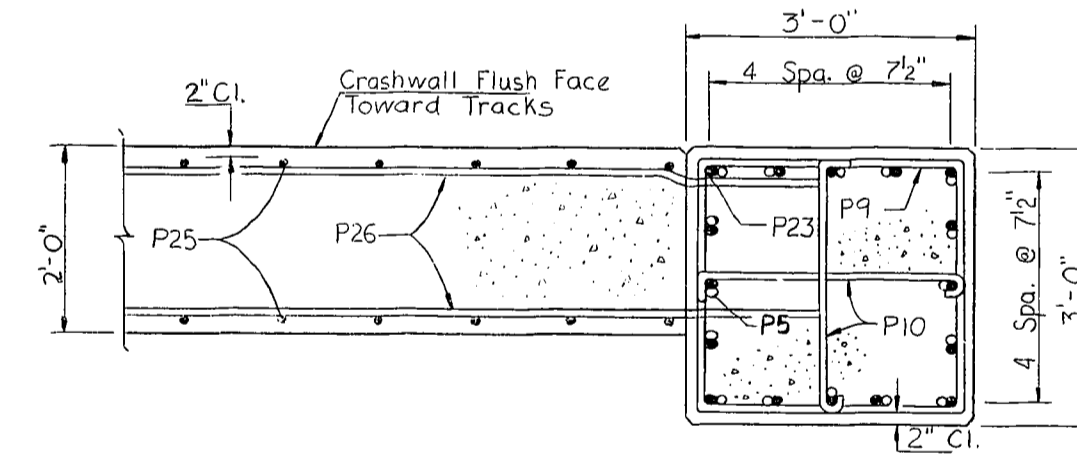 3'-0"
4 Spa. @ 7½"
Crashwall Flush Face
Toward Tracks
2" Cl.
2'-0"
P25
P26
P23
P9
P5
P10
4 Spa. @ 7½"
3'-0"
2" Cl.